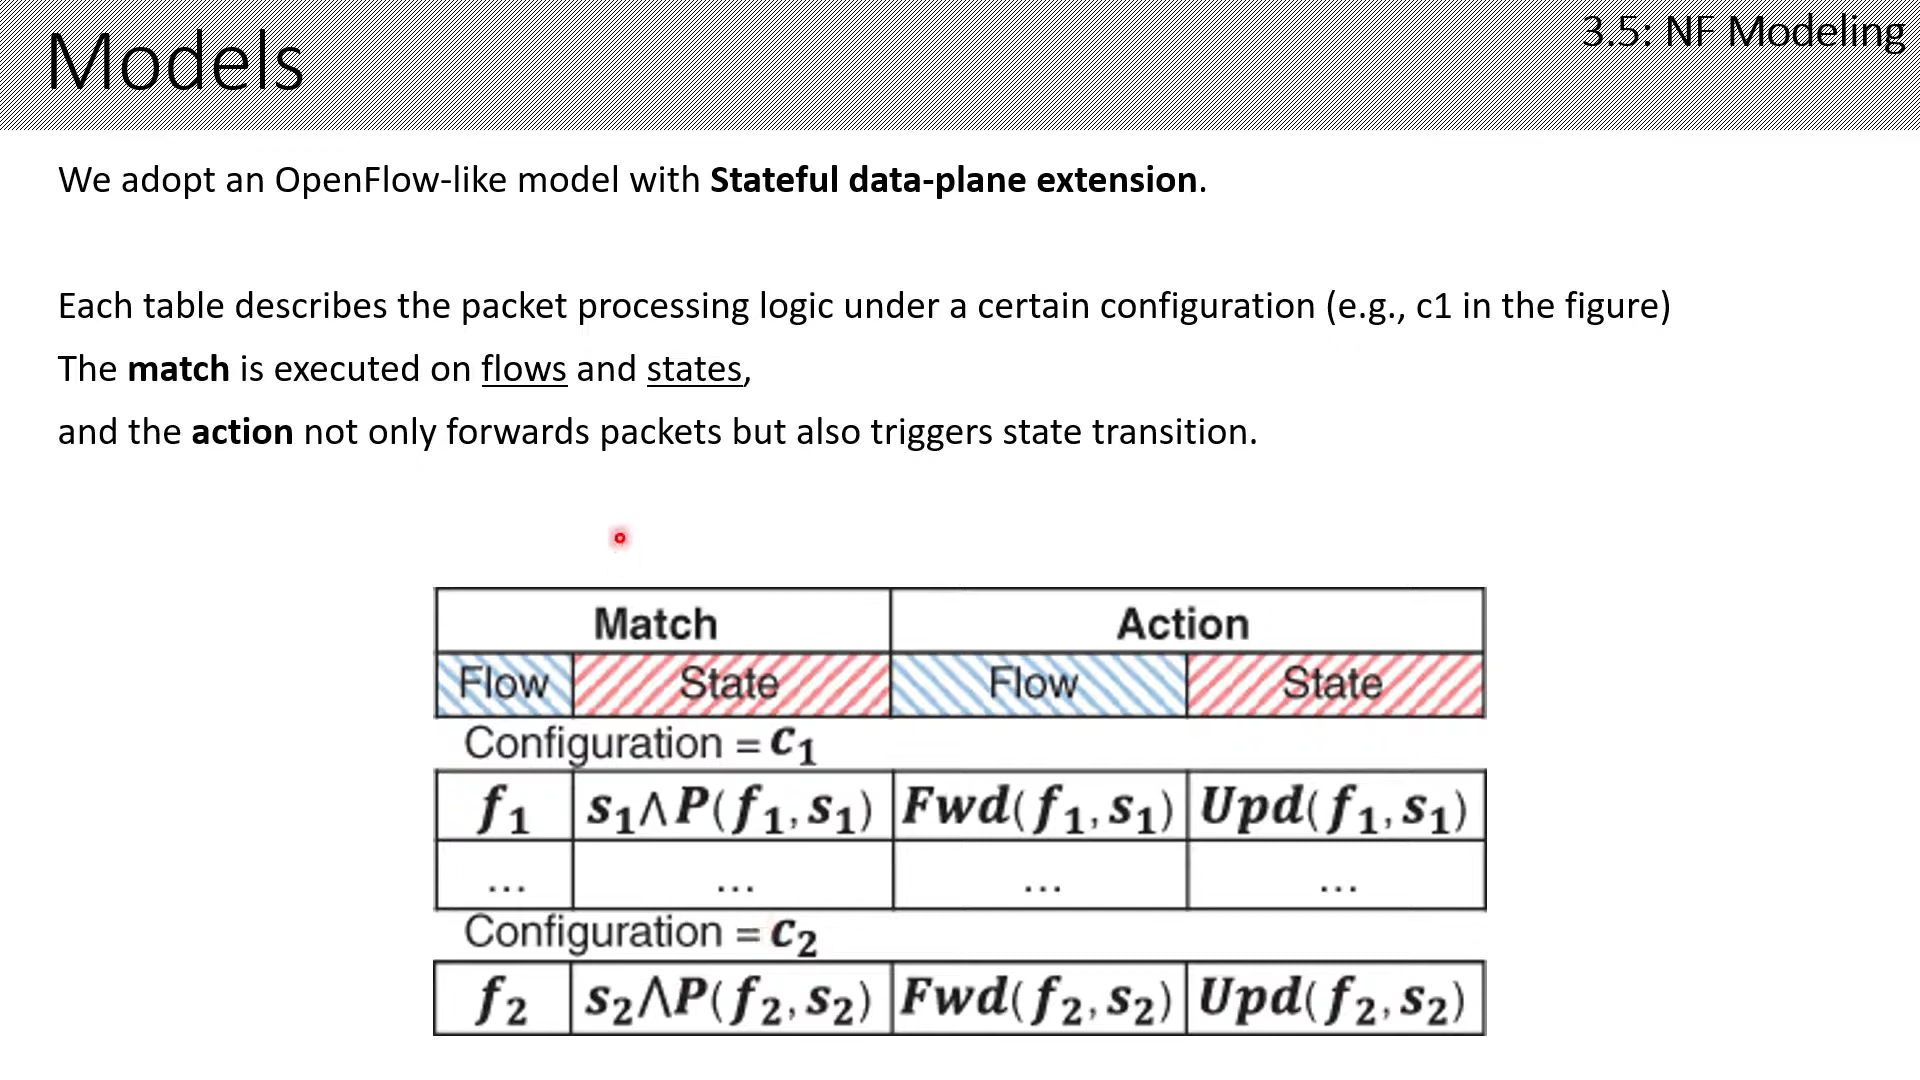 Models
3.5: NF Modeling
We adopt an OpenFlow-like model with Stateful data-plane extension.
Each table describes the packet processing logic under a certain configuration (e.g., c1 in the figure)
The match is executed on flows and states,
and the action not only forwards packets but also triggers state transition.
Match Action
Flow State Flow State
Configuration = c₁
f₁ s₁∧P(f₁,s₁) Fwd(f₁,s₁) Upd(f₁,s₁)
... ... ... ...
Configuration = c₂
f₂ s₂∧P(f₂,s₂) Fwd(f₂,s₂) Upd(f₂,s₂)